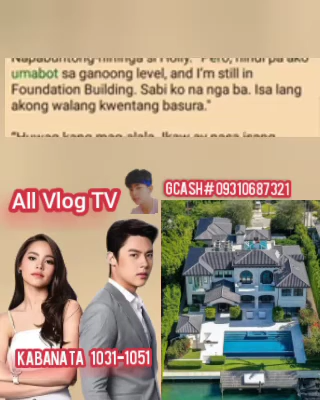 Napabuntong-hininga si Holly. "Pero, hindi pa ako
umabot sa ganoong level, and I'm still in
Foundation Building. Sabi ko na nga ba. Isa lang
akong walang kwentang basura."
"Huwag kang mag-alala. Ikaw ay nasa isang
All Vlog TV
GCASH# 09310687321
KABANATA 1031-1051